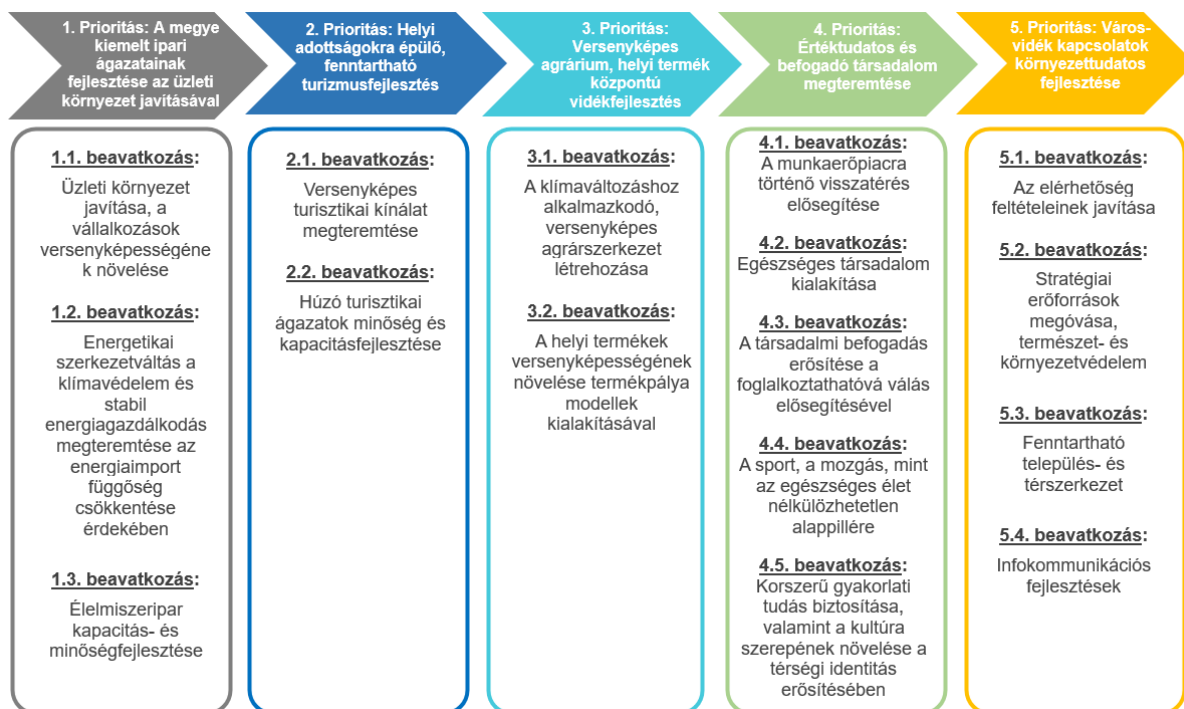 1. Prioritás: A megye
kiemelt ipari
ágazatainak
fejlesztése az üzleti
környezet javításával
2. Prioritás: Helyi
adottságokra épülő,
fenntartható
turizmusfejlesztés
3. Prioritás:
Versenyképes
agrárium, helyi termék
központú
vidékfejlesztés
4. Prioritás:
Értéktudatos és
befogadó társadalom
megteremtése
5. Prioritás: Város-
vidék kapcsolatok
környezettudatos
fejlesztése
1.1. beavatkozás:
Üzleti környezet
javítása, a
vállalkozások
versenyképességéne
k növelése
1.2. beavatkozás:
Energetikai
szerkezetváltás a
klímavédelem és
stabil
energiagazdálkodás
megteremtése az
energiaimport
függőség
csökkentése
érdekében
1.3. beavatkozás:
Élelmiszeripar
kapacitás- és
minőségfejlesztése
2.1. beavatkozás:
Versenyképes
turisztikai kínálat
megteremtése
2.2. beavatkozás:
Húzó turisztikai
ágazatok minőség és
kapacitásfejlesztése
3.1. beavatkozás:
A klímaváltozáshoz
alkalmazkodó,
versenyképes
agrárszerkezet
létrehozása
3.2. beavatkozás:
A helyi termékek
versenyképességének
növelése termékpálya
modellek
kialakításával
4.1. beavatkozás:
A munkaerőpiacra
történő visszatérés
elősegítése
4.2. beavatkozás:
Egészséges társadalom
kialakítása
4.3. beavatkozás:
A társadalmi befogadás
erősítése a
foglalkoztathatóvá válás
elősegítésével
4.4. beavatkozás:
A sport, a mozgás, mint
az egészséges élet
nélkülözhetetlen
alappillére
4.5. beavatkozás:
Korszerű gyakorlati
tudás biztosítása,
valamint a kultúra
szerepének növelése a
térségi identitás
erősítésében
5.1. beavatkozás:
Az elérhetőség
feltételeinek javítása
5.2. beavatkozás:
Stratégiai
erőforrások
megóvása,
természet- és
környezetvédelem
5.3. beavatkozás:
Fenntartható
település- és
térszerkezet
5.4. beavatkozás:
Infokommunikációs
fejlesztések